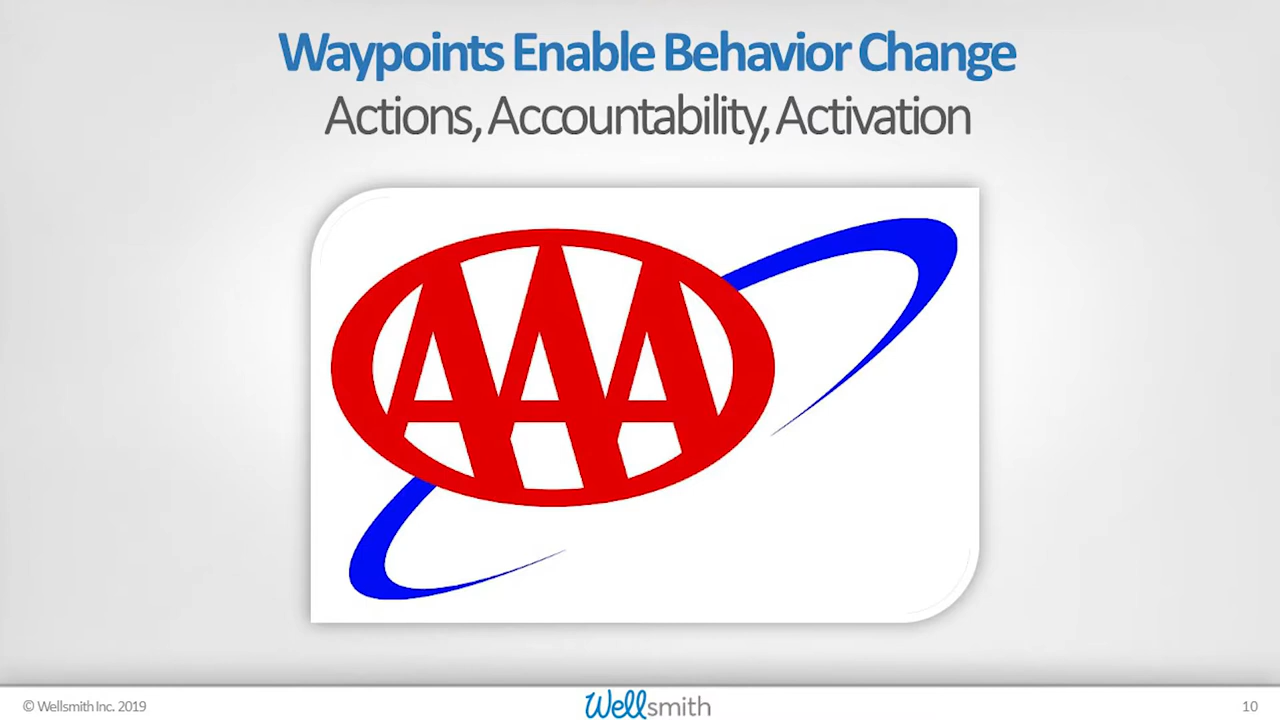 Waypoints Enable Behavior Change
Actions, Accountability, Activation
AAA
© Wellsmith Inc. 2019
Wellsmith
10